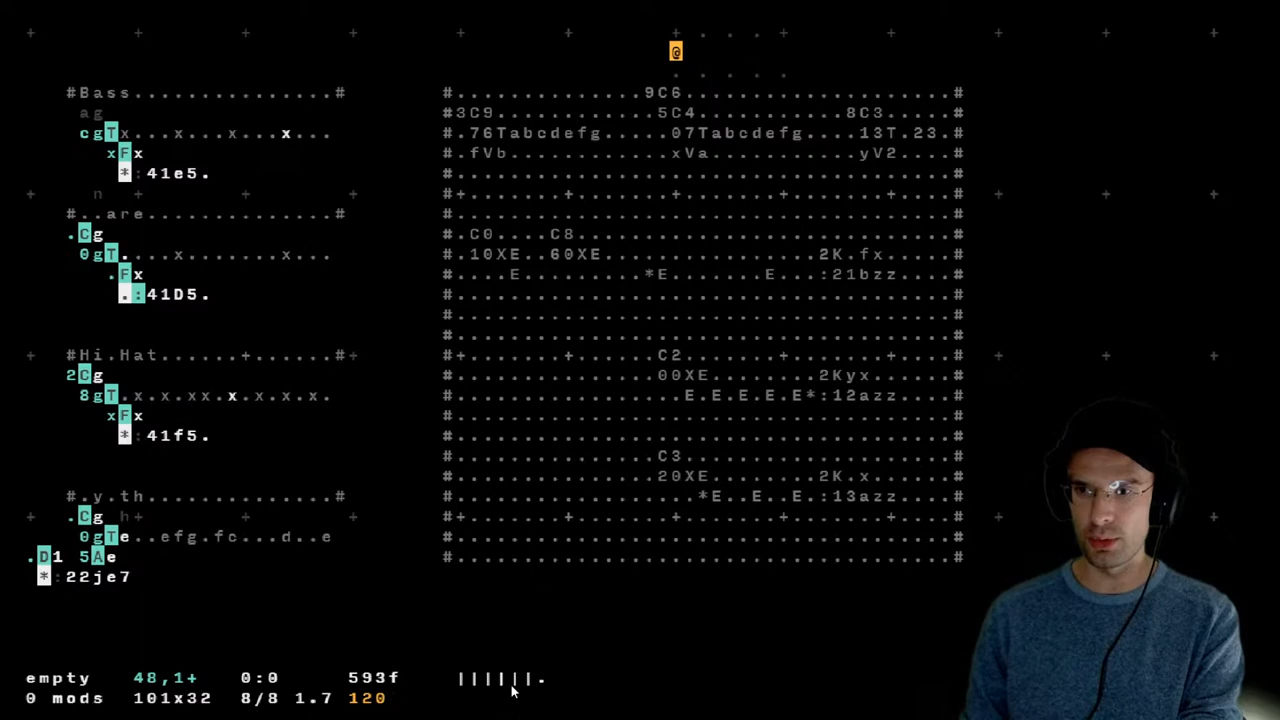 @
#Bass...............#
ag
cgTx...x...x...x...
xFx
*:41e5.
n
#..are..............#
.Cg
0gT....x.......x...
.Fx
.:41D5.
#Hi.Hat......+......#+
2Cg
8gT.x.x.xx.x.x.x.x.
xFx
*:41f5.
#.y.th..............#
.Cg h
0gTe..efg.fc...d..e
.D1 5Ae
*:22je7
#..............9C6...................#
#3C9............5C4...........8C3.....#
#.76Tabcdefg.....07Tabcdefg....13T.23.#
#.fVb............xVa...........yV2....#
#.....................................#
#+.......+.......+.......+.......+....#
#.....................................#
#.C0....C8............................#
#.10XE..60XE................2K.fx.....#
#....E.........*E.......E...:21bzz....#
#.....................................#
#.....................................#
#+.......+......C2.......+.......+....#
#...............00XE........2Kyx......#
#.................E.E.E.E.E*:12azz....#
#.....................................#
#...............C3....................#
#...............20XE........2K.x......#
#..................*E..E..E.:13azz....#
#+.......+.......+.......+.......+....#
#.....................................#
#.....................................#
empty 48,1+ 0:0 593f ||||||.
0 mods 101x32 8/8 1.7 120